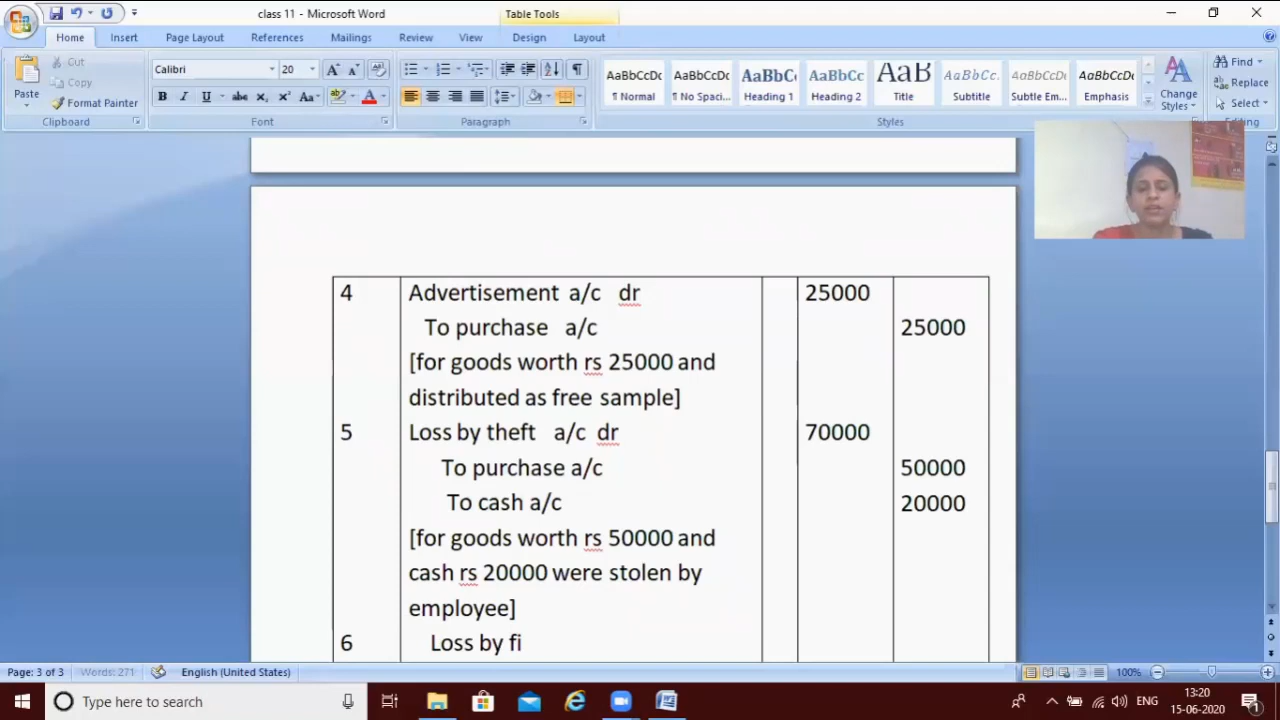 class 11 - Microsoft Word
Table Tools
Home Insert Page Layout References Mailings Review View Design Layout
Paste
Cut
Copy
Format Painter
Clipboard
Calibri 20
B I U abc x₂ x² Aa
Font
Paragraph
AaBbCcDc AaBbCcDc AaBbC AaBbCc AaB AaBbCc. AaBbCcDc AaBbCcDc
¶ Normal ¶ No Spaci... Heading 1 Heading 2 Title Subtitle Subtle Em... Emphasis
Change Styles
Styles
Find
Replace
Select
Editing
4 Advertisement a/c dr 25000
To purchase a/c 25000
[for goods worth rs 25000 and
distributed as free sample]
5 Loss by theft a/c dr 70000
To purchase a/c 50000
To cash a/c 20000
[for goods worth rs 50000 and
cash rs 20000 were stolen by
employee]
6 Loss by fi
Page: 3 of 3 Words: 271 English (United States) 100%
Type here to search
ENG
13:20
15-06-2020